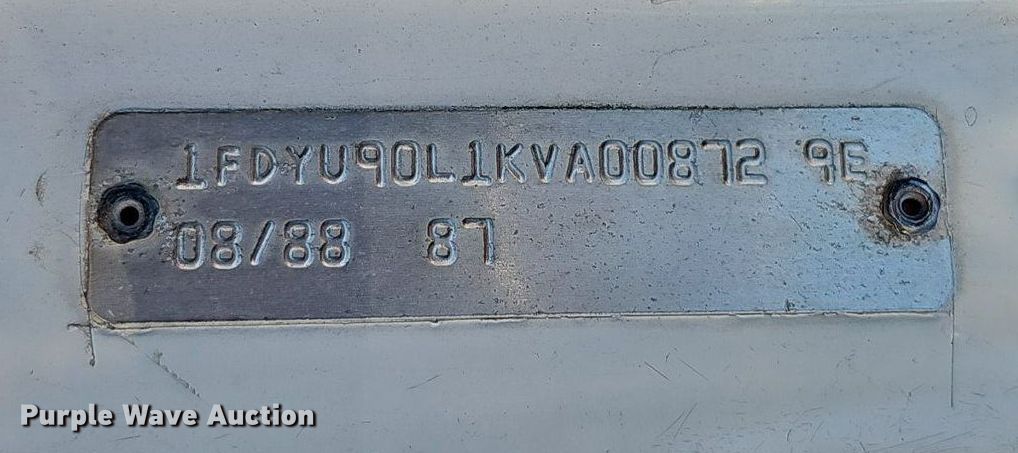 1FDYU90L1KVA00872 9E
08/88 87
Purple Wave Auction